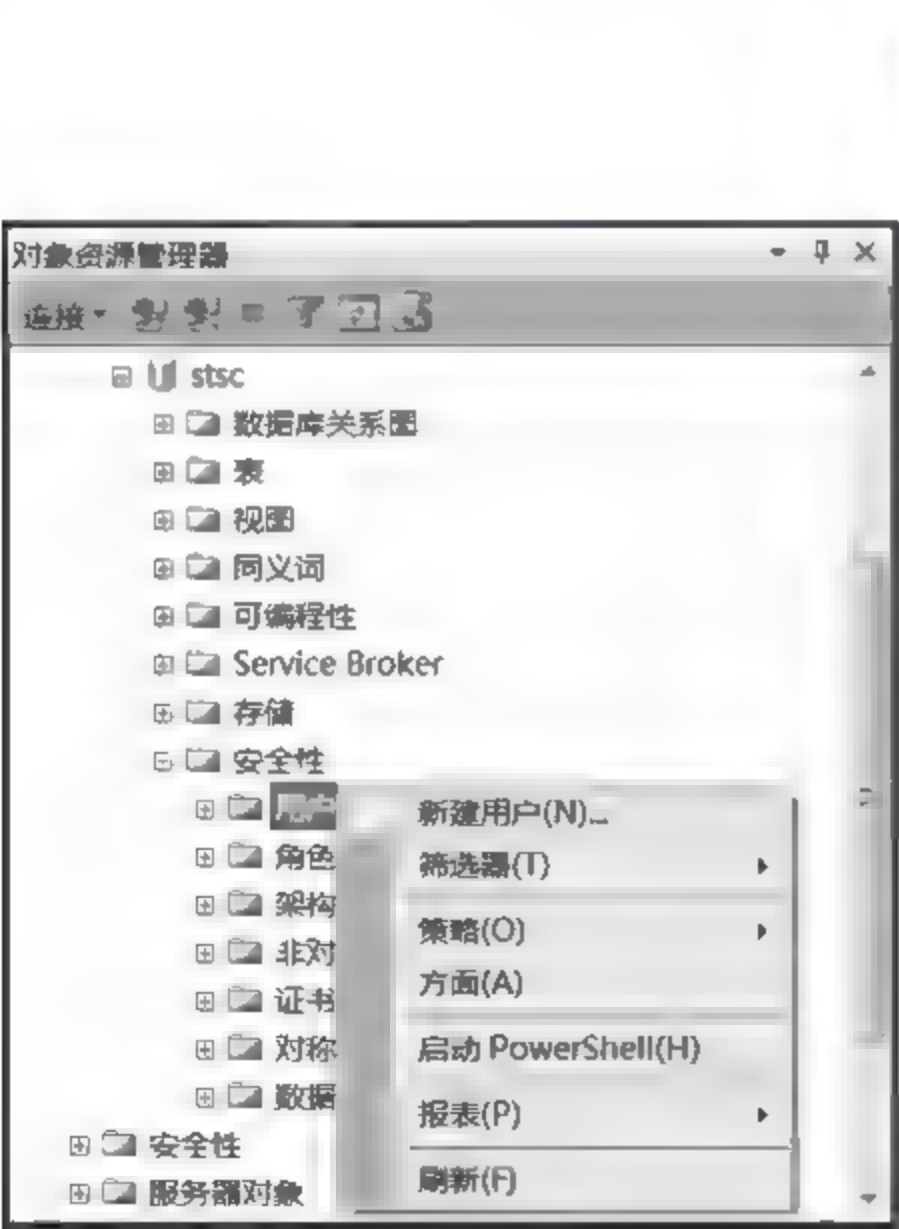 对象资源管理器
连接
stsc
数据库关系图
表
视图
同义词
可编程性
Service Broker
存储
安全性
用户
新建用户(N)...
角色
筛选器(T)
架构
策略(O)
非对
方面(A)
证书
对称
启动 PowerShell(H)
数据
报表(P)
安全性
刷新(F)
服务器对象